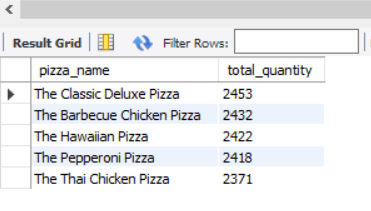 Result Grid Filter Rows:
pizza_name total_quantity
The Classic Deluxe Pizza 2453
The Barbecue Chicken Pizza 2432
The Hawaiian Pizza 2422
The Pepperoni Pizza 2418
The Thai Chicken Pizza 2371